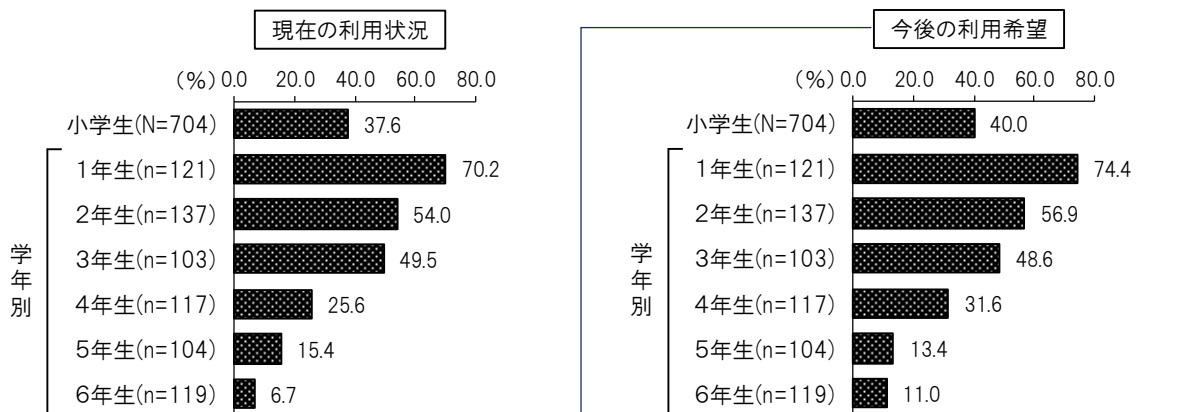 現在の利用状況
(%) 0.0 20.0 40.0 60.0 80.0
小学生(N=704) 37.6
学年別
1年生(n=121) 70.2
2年生(n=137) 54.0
3年生(n=103) 49.5
4年生(n=117) 25.6
5年生(n=104) 15.4
6年生(n=119) 6.7
今後の利用希望
(%) 0.0 20.0 40.0 60.0 80.0
小学生(N=704) 40.0
学年別
1年生(n=121) 74.4
2年生(n=137) 56.9
3年生(n=103) 48.6
4年生(n=117) 31.6
5年生(n=104) 13.4
6年生(n=119) 11.0